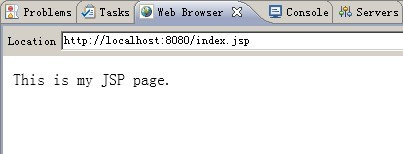 Problems Tasks Web Browser Console Servers
Location http://localhost:8080/index.jsp
This is my JSP page.